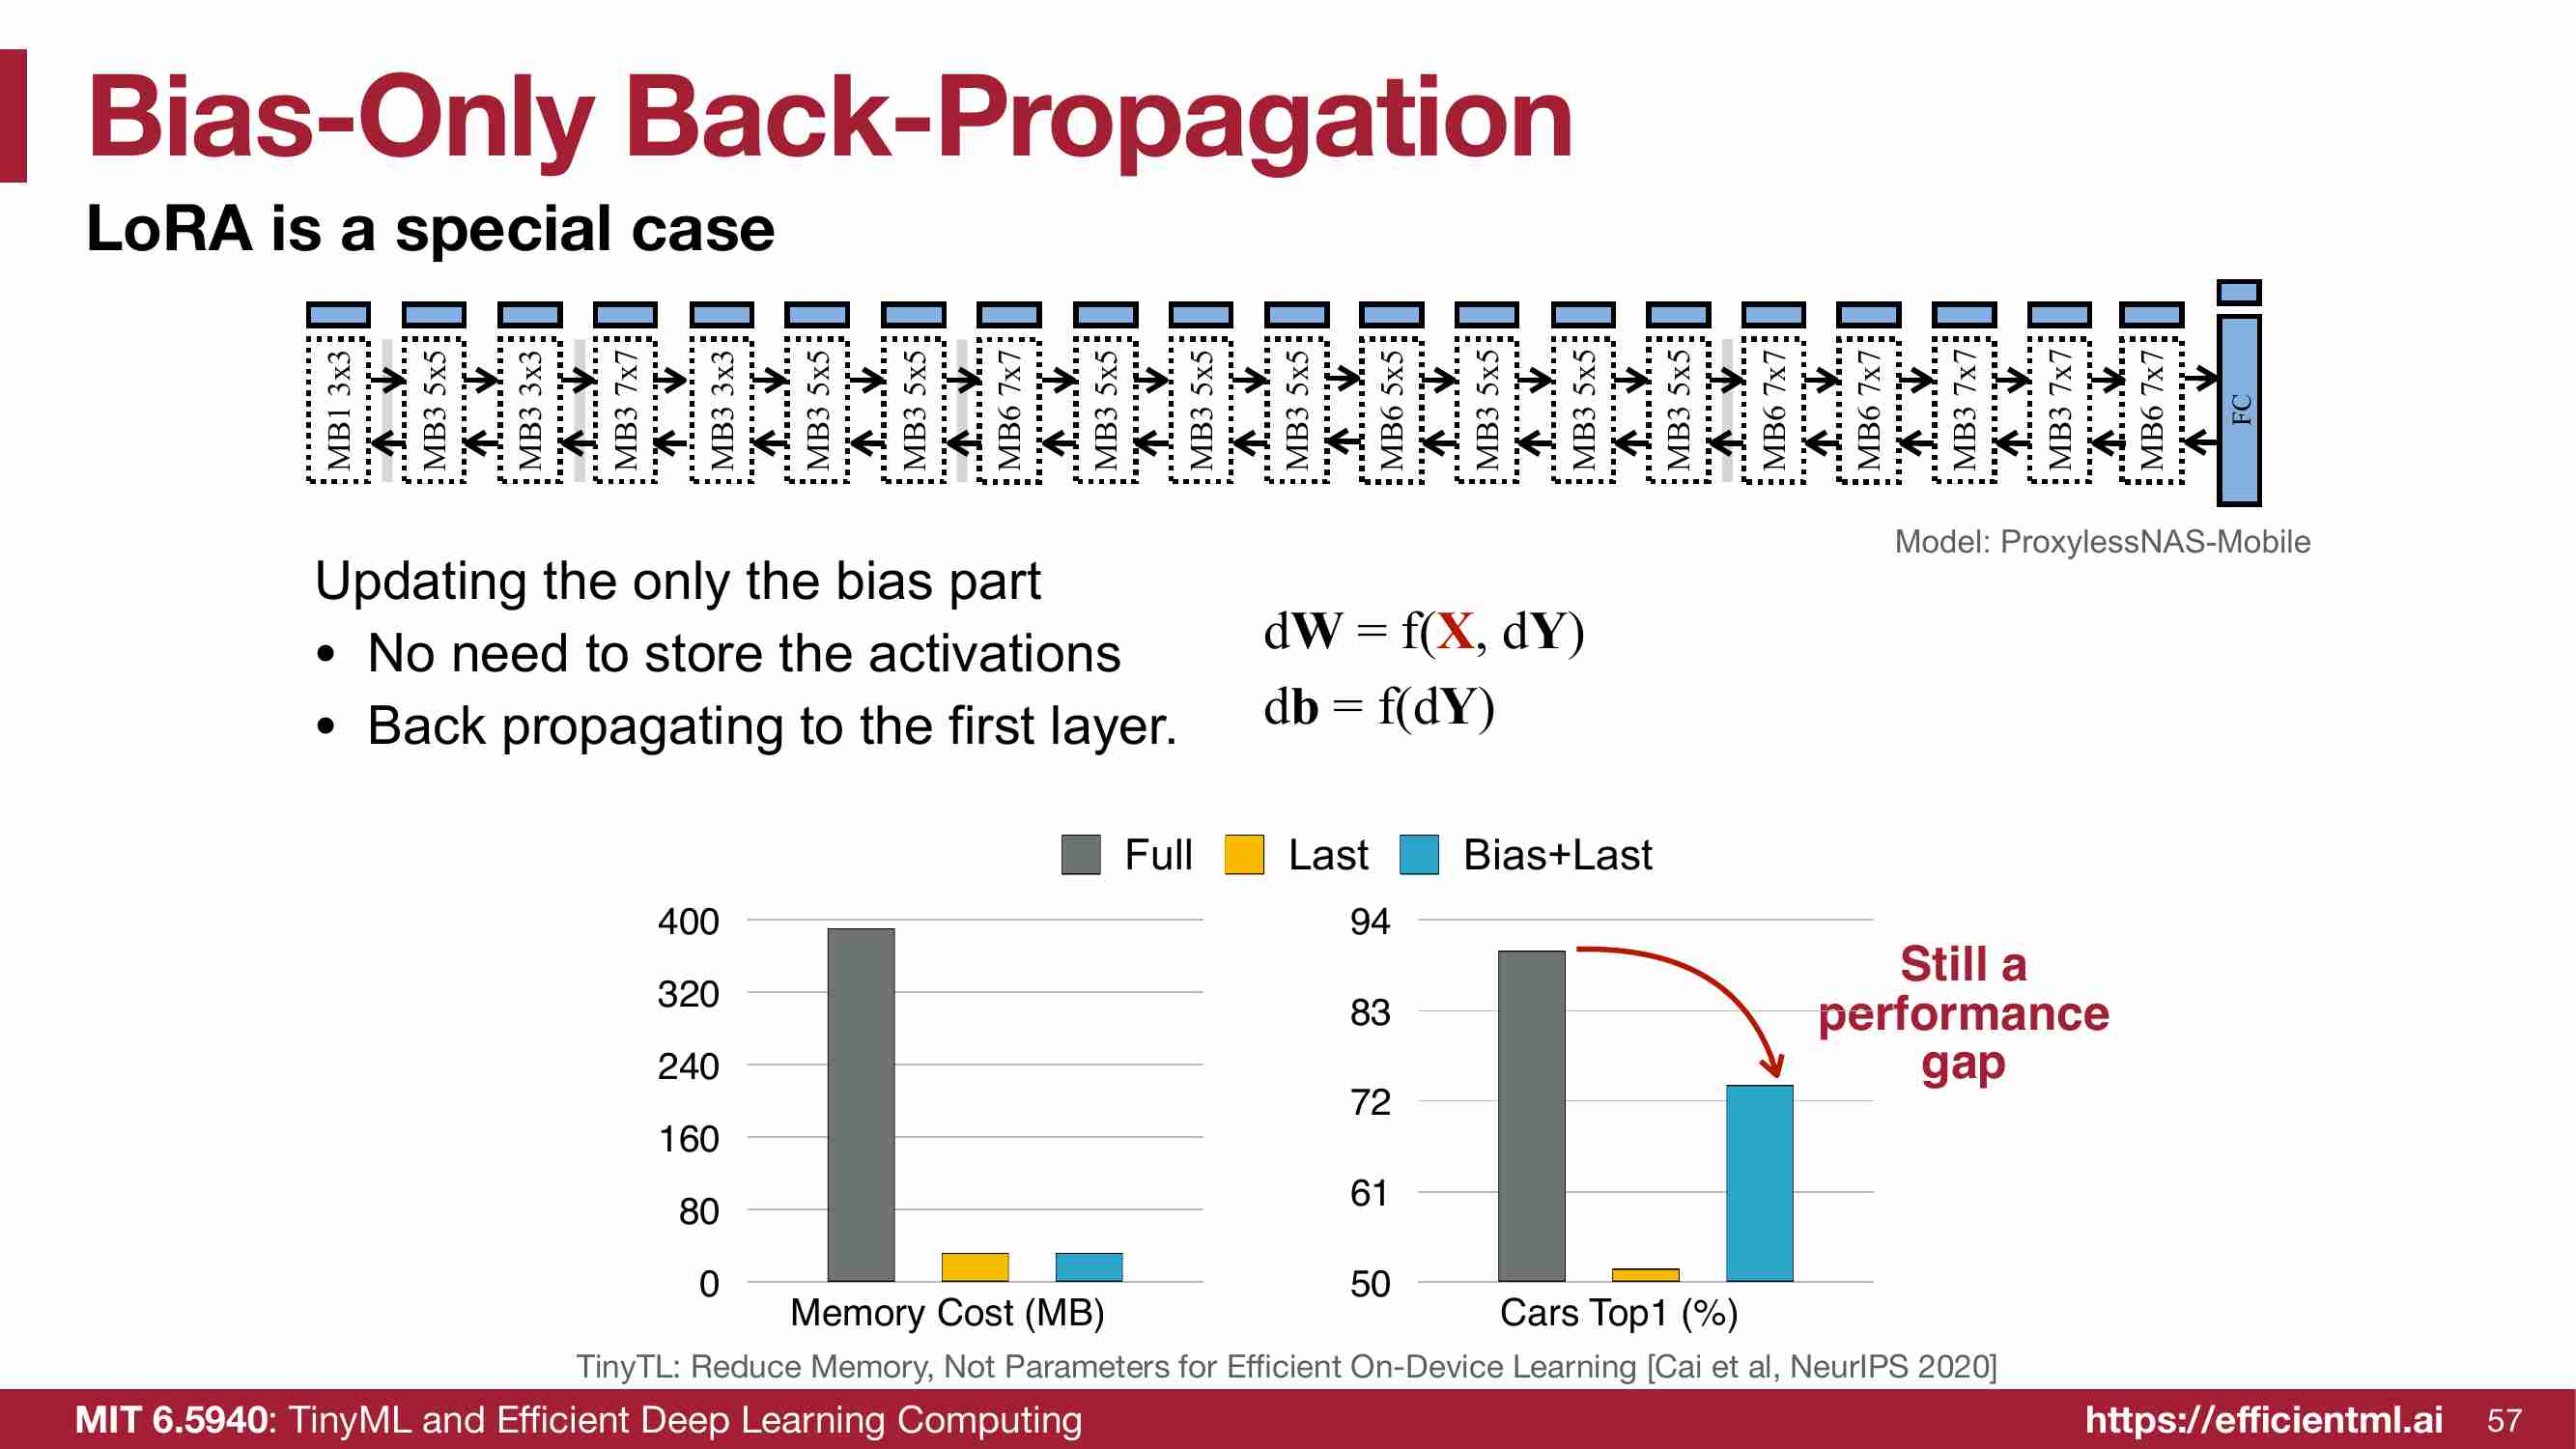 Bias-Only Back-Propagation
LoRA is a special case
MB1 3x3
MB3 5x5
MB3 3x3
MB3 7x7
MB3 3x3
MB3 5x5
MB3 5x5
MB6 7x7
MB3 5x5
MB3 5x5
MB3 5x5
MB6 5x5
MB3 5x5
MB3 5x5
MB3 5x5
MB6 7x7
MB6 7x7
MB3 7x7
MB3 7x7
MB6 7x7
FC
Model: ProxylessNAS-Mobile
Updating the only the bias part
• No need to store the activations
• Back propagating to the first layer.
dW = f(X, dY)
db = f(dY)
Full Last Bias+Last
400
320
240
160
80
0
Memory Cost (MB)
94
83
72
61
50
Cars Top1 (%)
Still a
performance
gap
TinyTL: Reduce Memory, Not Parameters for Efficient On-Device Learning [Cai et al, NeurIPS 2020]
MIT 6.5940: TinyML and Efficient Deep Learning Computing
https://efficientml.ai
57